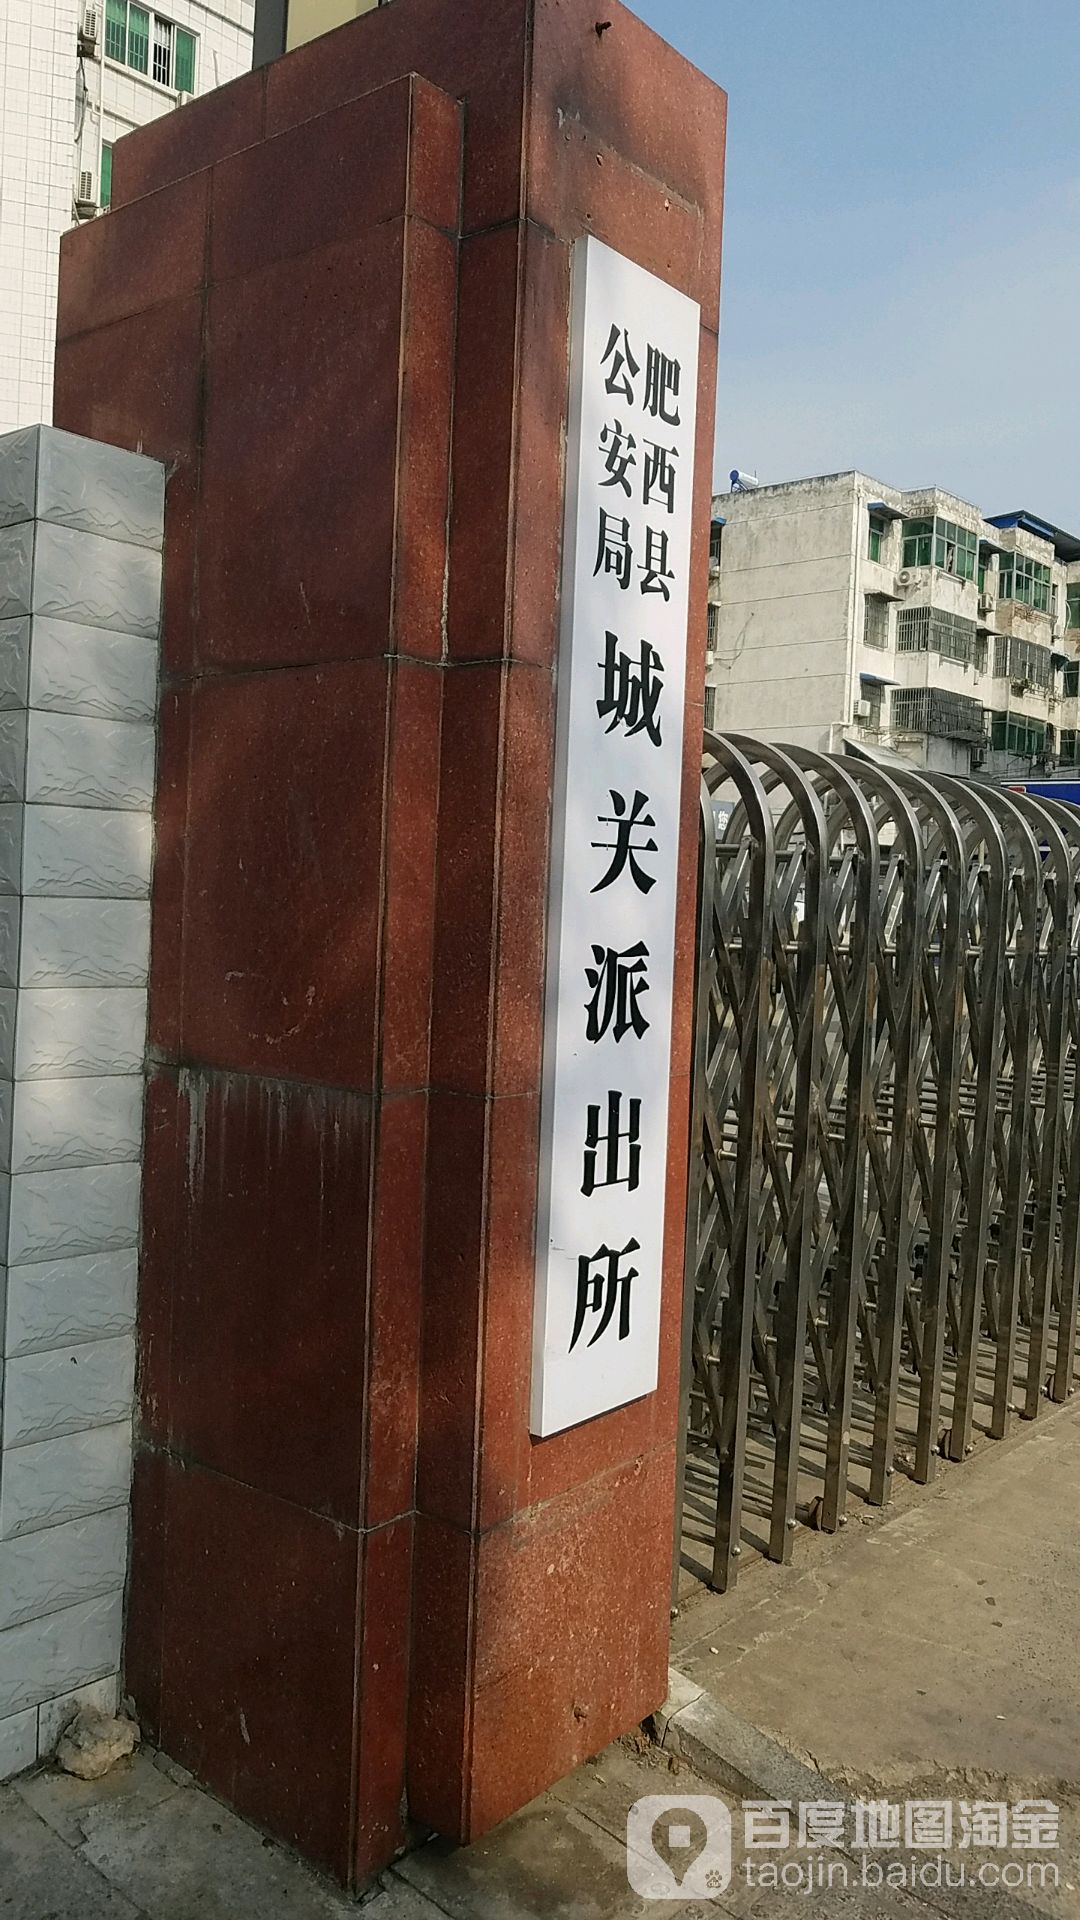 肥西县
公安局
城关派出所
百度地图淘金
taojin.baidu.com